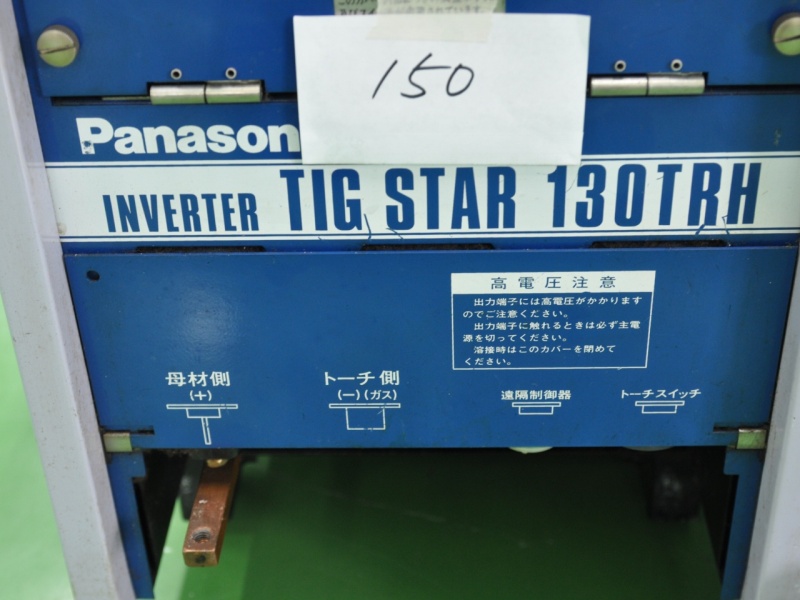 150
Panason
INVERTER TIG STAR 130TRH
高電圧注意
出力端子には高電圧がかかります
のでご注意ください。
出力端子に触れるときは必ず主電
源を切ってください。
溶接時はこのカバーを閉めて
ください。
母材側
(+)
トーチ側
(−)(ガス)
遠隔制御器
トーチスイッチ